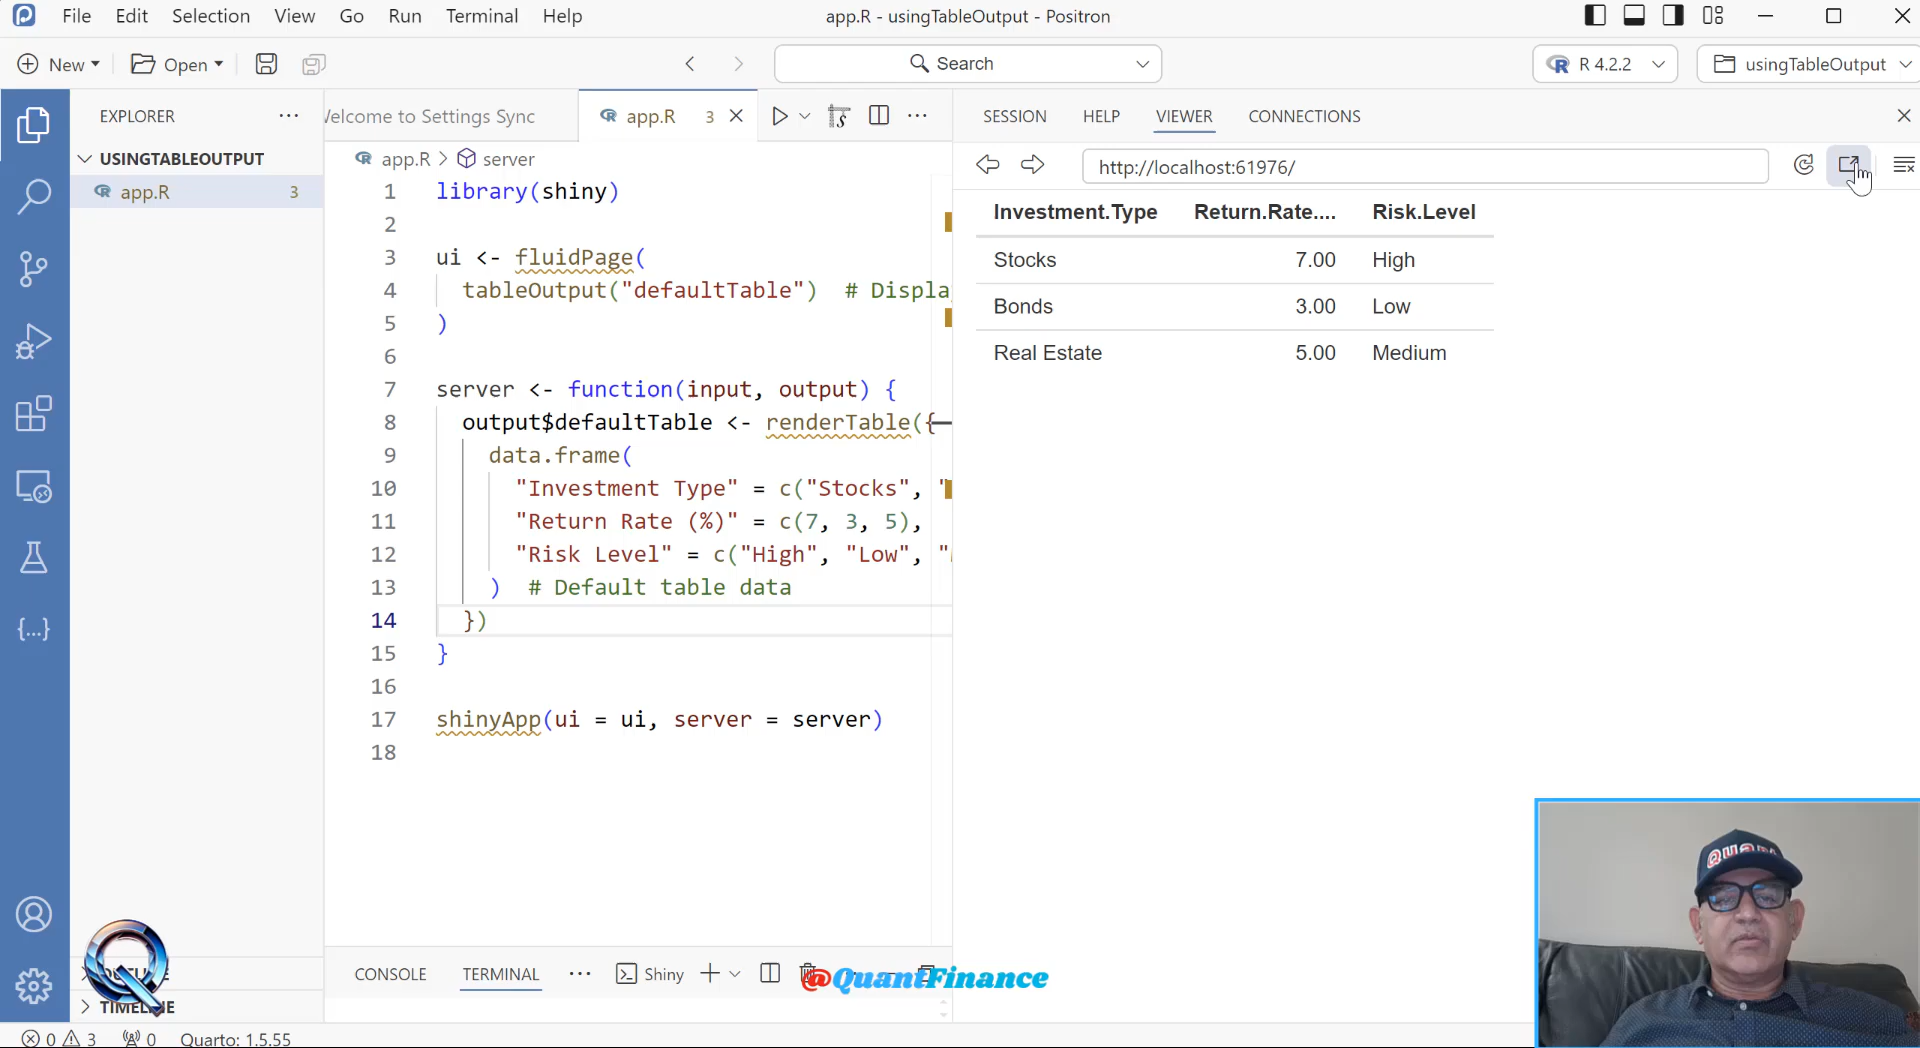 File Edit Selection View Go Run Terminal Help
app.R - usingTableOutput - Positron
New Open
Search
R 4.2.2
usingTableOutput
EXPLORER
USINGTABLEOUTPUT
app.R 3
TIMELINE
elcome to Settings Sync
app.R 3
app.R > server
1 library(shiny)
2
3 ui <- fluidPage(
4 tableOutput("defaultTable") # Displa
5 )
6
7 server <- function(input, output) {
8 output$defaultTable <- renderTable({
9 data.frame(
10 "Investment Type" = c("Stocks", "
11 "Return Rate (%)" = c(7, 3, 5),
12 "Risk Level" = c("High", "Low", "
13 ) # Default table data
14 })
15 }
16
17 shinyApp(ui = ui, server = server)
18
CONSOLE TERMINAL ... Shiny
SESSION HELP VIEWER CONNECTIONS
http://localhost:61976/
Investment.Type Return.Rate.... Risk.Level
Stocks 7.00 High
Bonds 3.00 Low
Real Estate 5.00 Medium
@QuantFinance
Quant
0 3 0 Quarto: 1.5.55